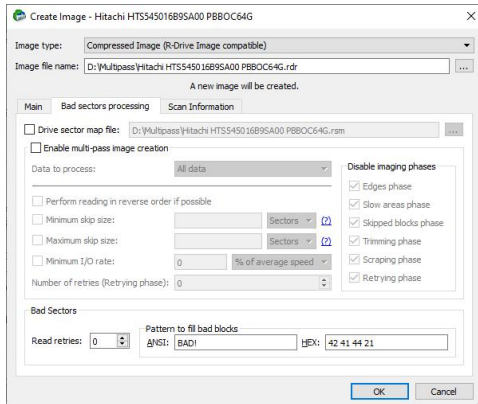 Create Image - Hitachi HTS545016B9SA00 PBBOC64G
Image type: Compressed Image (R-Drive Image compatible)
Image file name: D:\Multipass\Hitachi HTS545016B9SA00 PBBOC64G.rdr ...
A new image will be created.
Main Bad sectors processing Scan Information
Drive sector map file: D:\Multipass\Hitachi HTS545016B9SA00 PBBOC64G.rsm ...
Enable multi-pass image creation
Data to process: All data Disable imaging phases
Edges phase
Perform reading in reverse order if possible Slow areas phase
Minimum skip size: Sectors (?) Skipped blocks phase
Maximum skip size: Sectors (?) Trimming phase
Minimum I/O rate: 0 % of average speed Scraping phase
Number of retries (Retrying phase): 0 Retrying phase
Bad Sectors
Pattern to fill bad blocks
Read retries: 0 ANSI: BAD! HEX: 42 41 44 21
OK Cancel